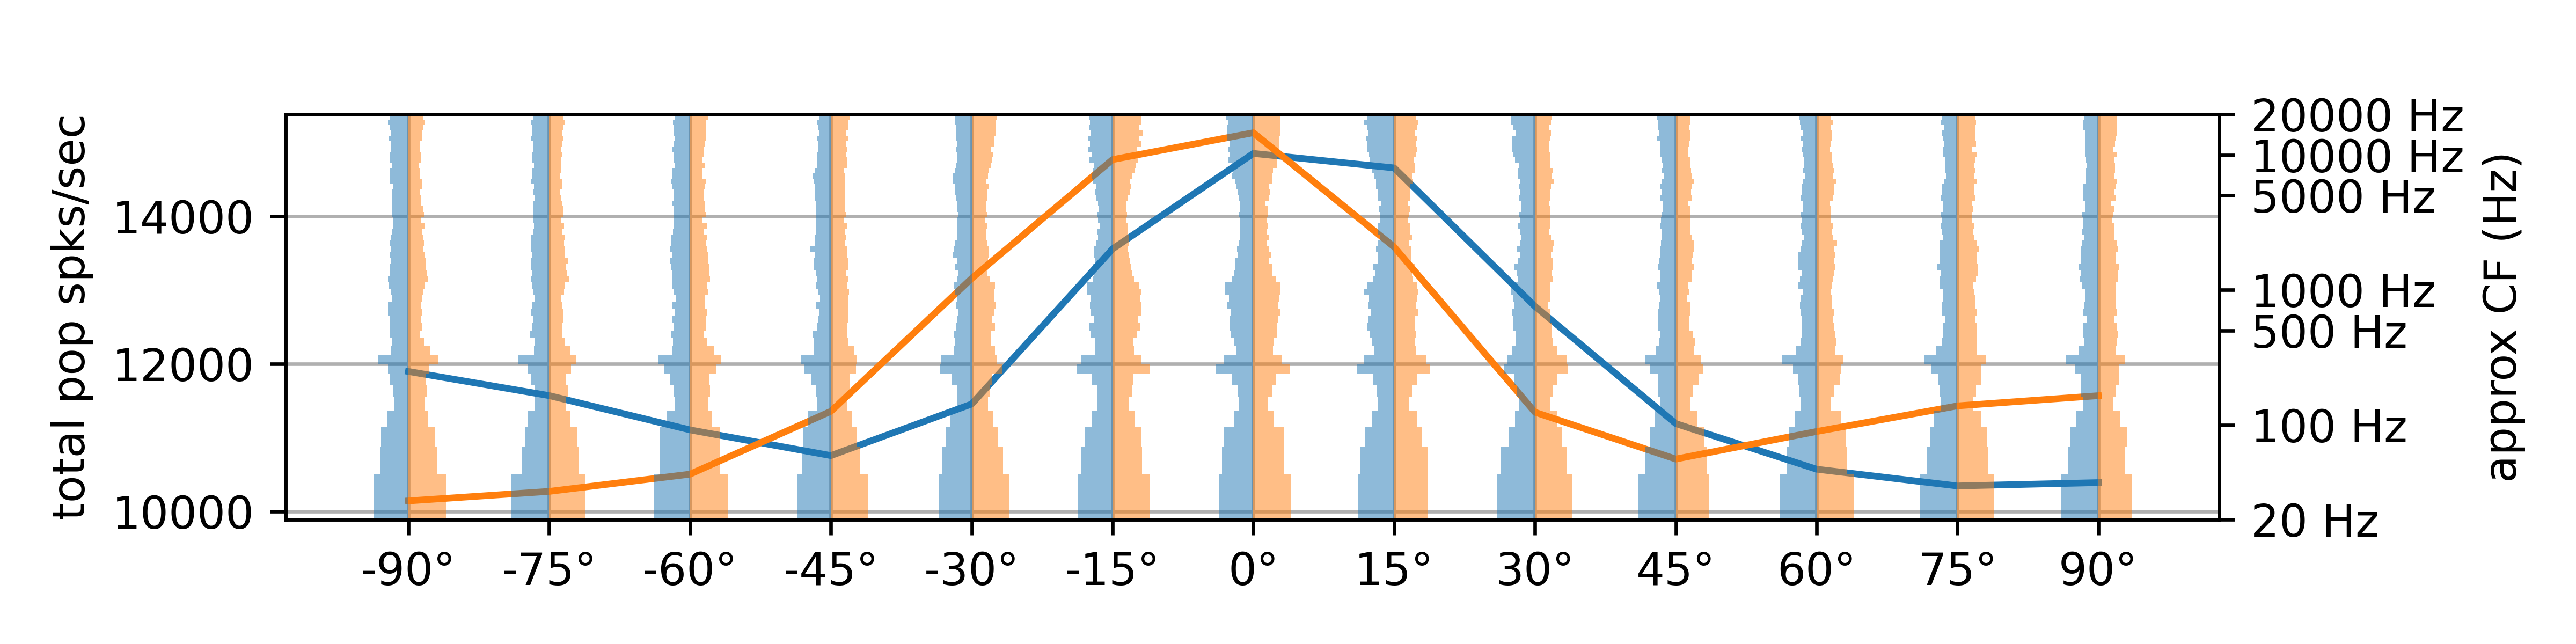 total pop spks/sec
14000
12000
10000
-90° -75° -60° -45° -30° -15° 0° 15° 30° 45° 60° 75° 90°
20000 Hz
10000 Hz
5000 Hz
1000 Hz
500 Hz
100 Hz
20 Hz
approx CF (Hz)